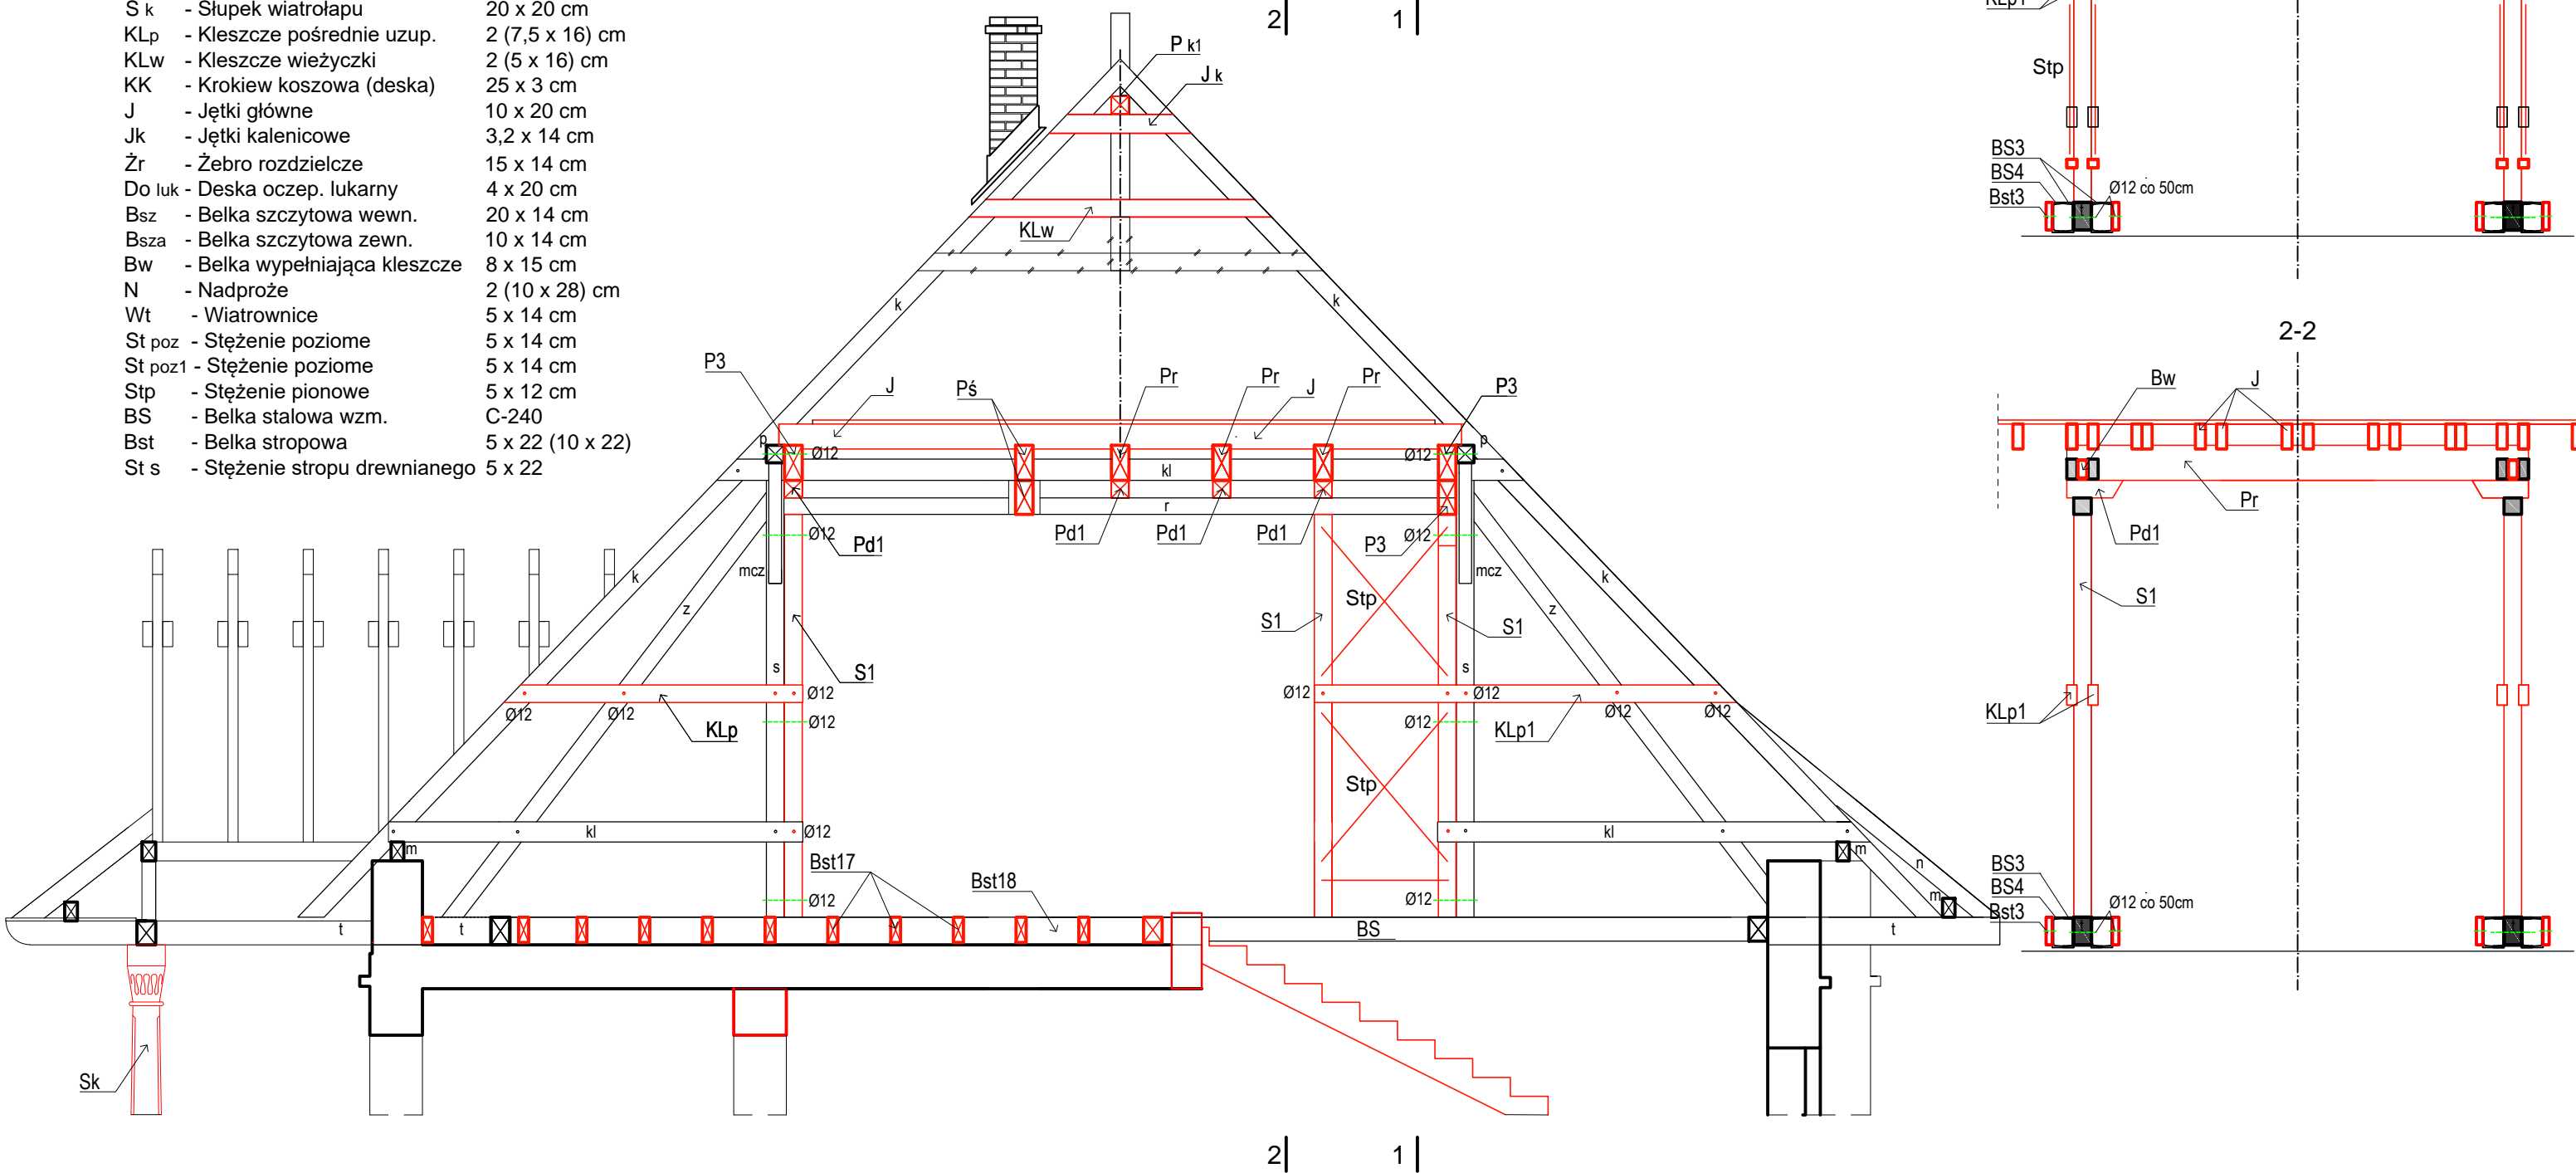 S k - Słupek wiatrołapu 20 x 20 cm
KLp - Kleszcze pośrednie uzup. 2 (7,5 x 16) cm
KLw - Kleszcze wieżyczki 2 (5 x 16) cm
KK - Krokiew koszowa (deska) 25 x 3 cm
J - Jętki główne 10 x 20 cm
Jk - Jętki kalenicowe 3,2 x 14 cm
Żr - Żebro rozdzielcze 15 x 14 cm
Do luk - Deska oczep. lukarny 4 x 20 cm
Bsz - Belka szczytowa wewn. 20 x 14 cm
Bsza - Belka szczytowa zewn. 10 x 14 cm
Bw - Belka wypełniająca kleszcze 8 x 15 cm
N - Nadproże 2 (10 x 28) cm
Wt - Wiatrownice 5 x 14 cm
St poz - Stężenie poziome 5 x 14 cm
St poz1 - Stężenie poziome 5 x 14 cm
Stp - Stężenie pionowe 5 x 12 cm
BS - Belka stalowa wzm. C-240
Bst - Belka stropowa 5 x 22 (10 x 22)
St s - Stężenie stropu drewnianego 5 x 22
2 1
P k1
J k
KLw
k k
P3 J Pś Pr Pr J Pr P3
p Ø12 kl Ø12 p
r
Ø12 Pd1 Pd1 Pd1 Pd1 P3 Ø12
mcz mcz
k z Stp z k
S1 S1
s S1 s
Ø12 Ø12 Ø12
Ø12 Ø12 Ø12 Ø12 Ø12 Ø12
KLp KLp1
Stp
kl Ø12 kl
m m
Bst17 Bst18 n
Ø12 Ø12 m
t t BS t
Sk
2 1
KLp1
Stp
BS3
BS4
Bst3
Ø12 co 50cm
2-2
Bw J
Pr
Pd1
S1
KLp1
BS3
BS4
Bst3
Ø12 co 50cm